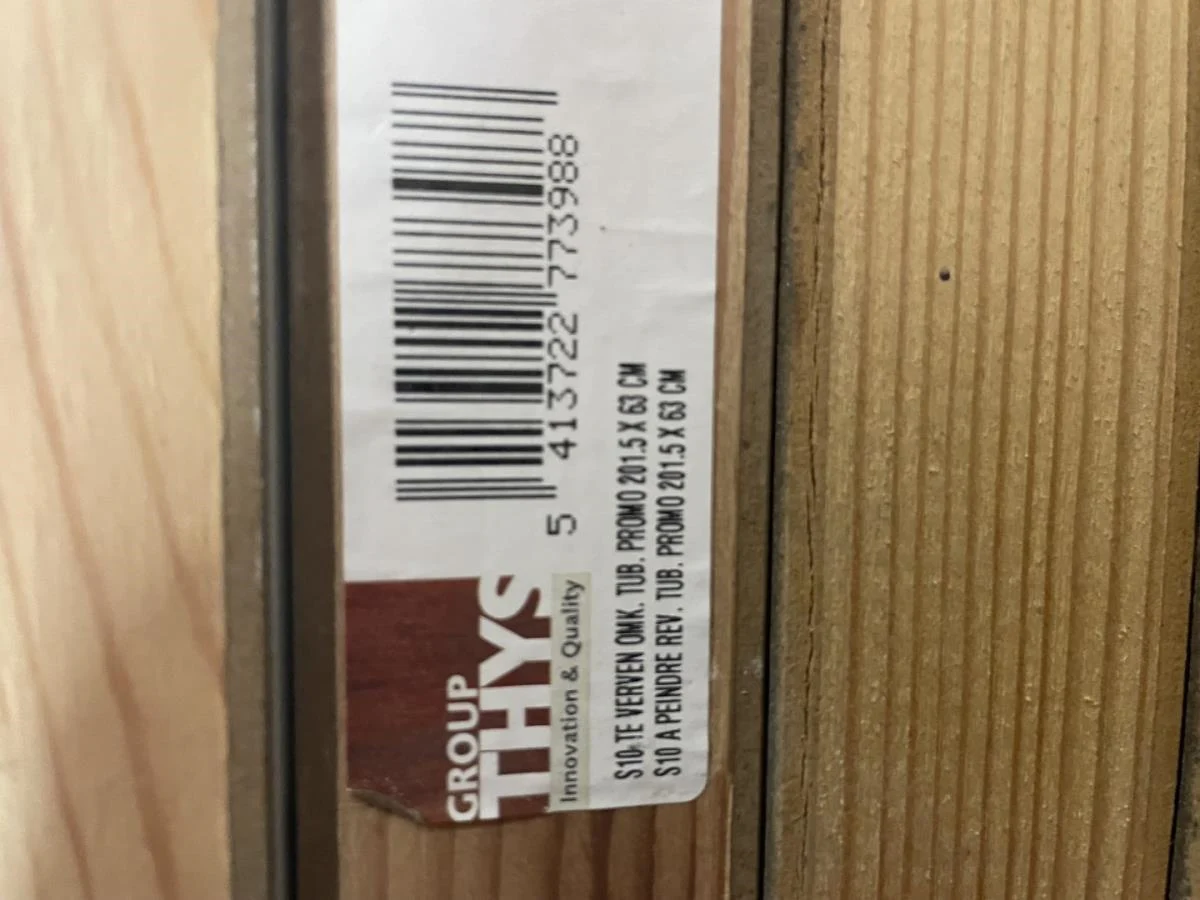 5 413722 773988
GROUP
THYS
Innovation & Quality
S10-TE VERVEN OMK. TUB. PROMO 201.5 X 63 CM
S10 A PEINDRE REV. TUB. PROMO 201.5 X 63 CM